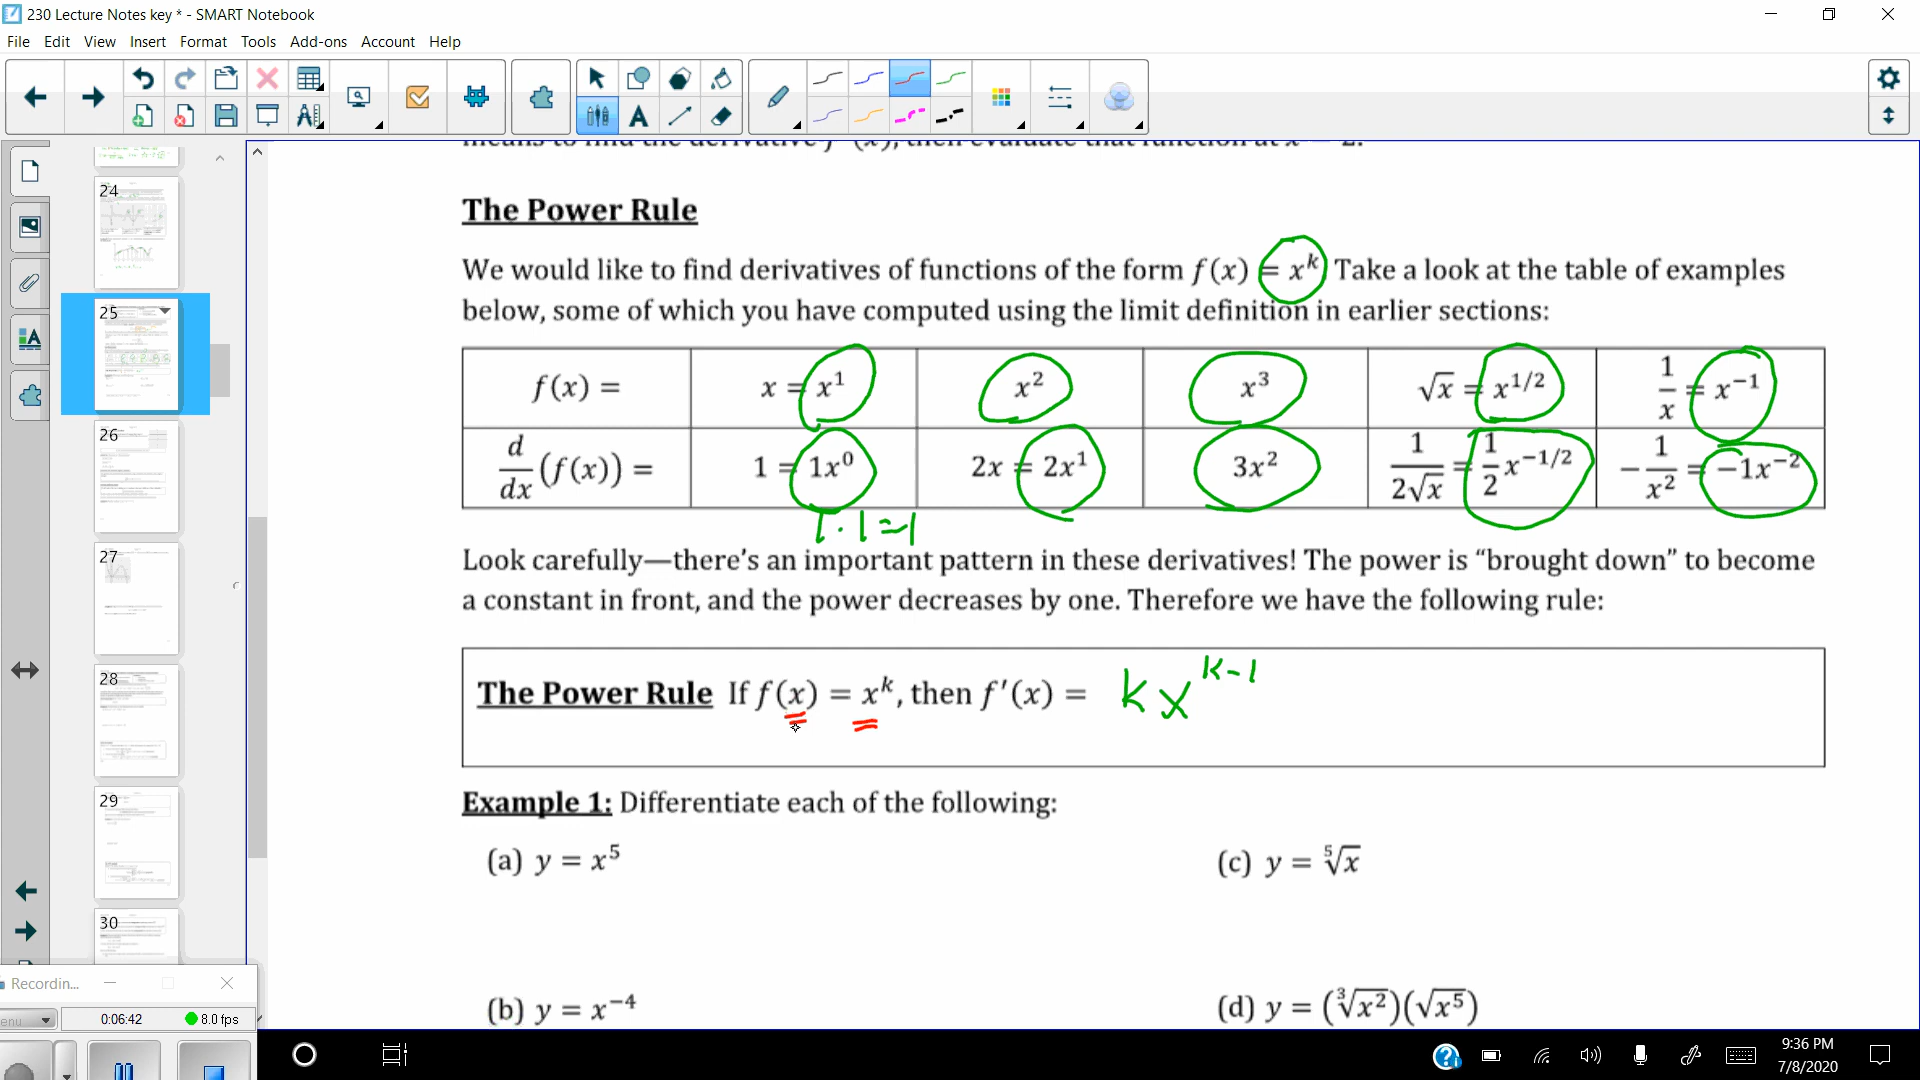 230 Lecture Notes key * - SMART Notebook
File Edit View Insert Format Tools Add-ons Account Help
24
25
26
27
28
29
30
The Power Rule
We would like to find derivatives of functions of the form f(x) = x^k Take a look at the table of examples
below, some of which you have computed using the limit definition in earlier sections:
f(x) = x = x^1 x^2 x^3 √x = x^{1/2} 1/x = x^{-1}
d/dx (f(x)) = 1 = 1x^0 2x = 2x^1 3x^2 1/(2√x) = 1/2 x^{-1/2} -1/x^2 = -1x^{-2}
1 · 1 = 1
Look carefully—there's an important pattern in these derivatives! The power is “brought down” to become
a constant in front, and the power decreases by one. Therefore we have the following rule:
The Power Rule If f(x) = x^k, then f'(x) = k x^{k-1}
Example 1: Differentiate each of the following:
(a) y = x^5 (c) y = ⁵√x
(b) y = x^{-4} (d) y = (³√x^2)(√x^5)
Recordin...
0:06:42 8.0 fps
9:36 PM
7/8/2020